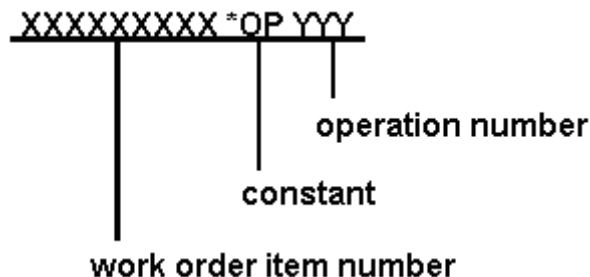 XXXXXXXXX *OP YYY
operation number
constant
work order item number